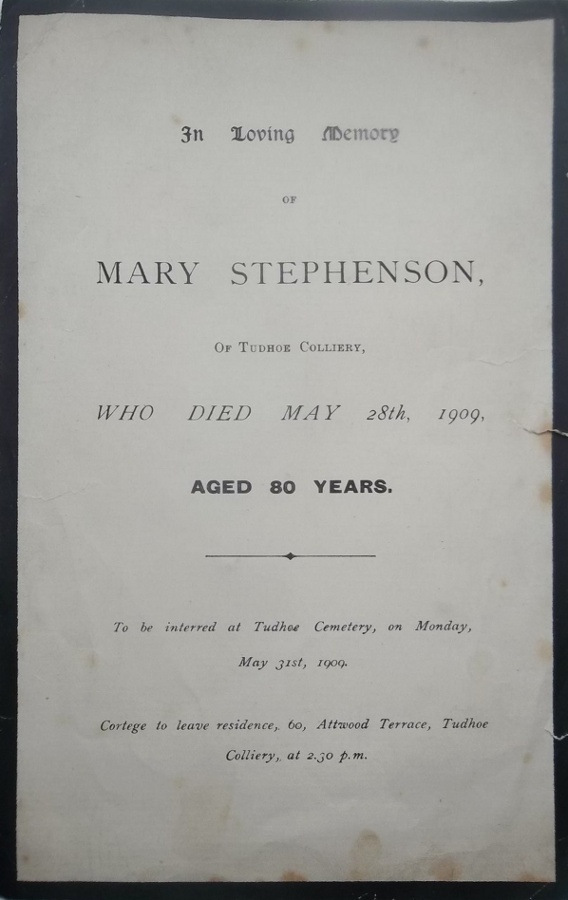 In Loving Memory
OF
MARY STEPHENSON,
OF TUDHOE COLLIERY,
WHO DIED MAY 28th, 1909,
AGED 80 YEARS.
To be interred at Tudhoe Cemetery, on Monday,
May 31st, 1909.
Cortege to leave residence, 60, Attwood Terrace, Tudhoe
Colliery, at 2.30 p.m.